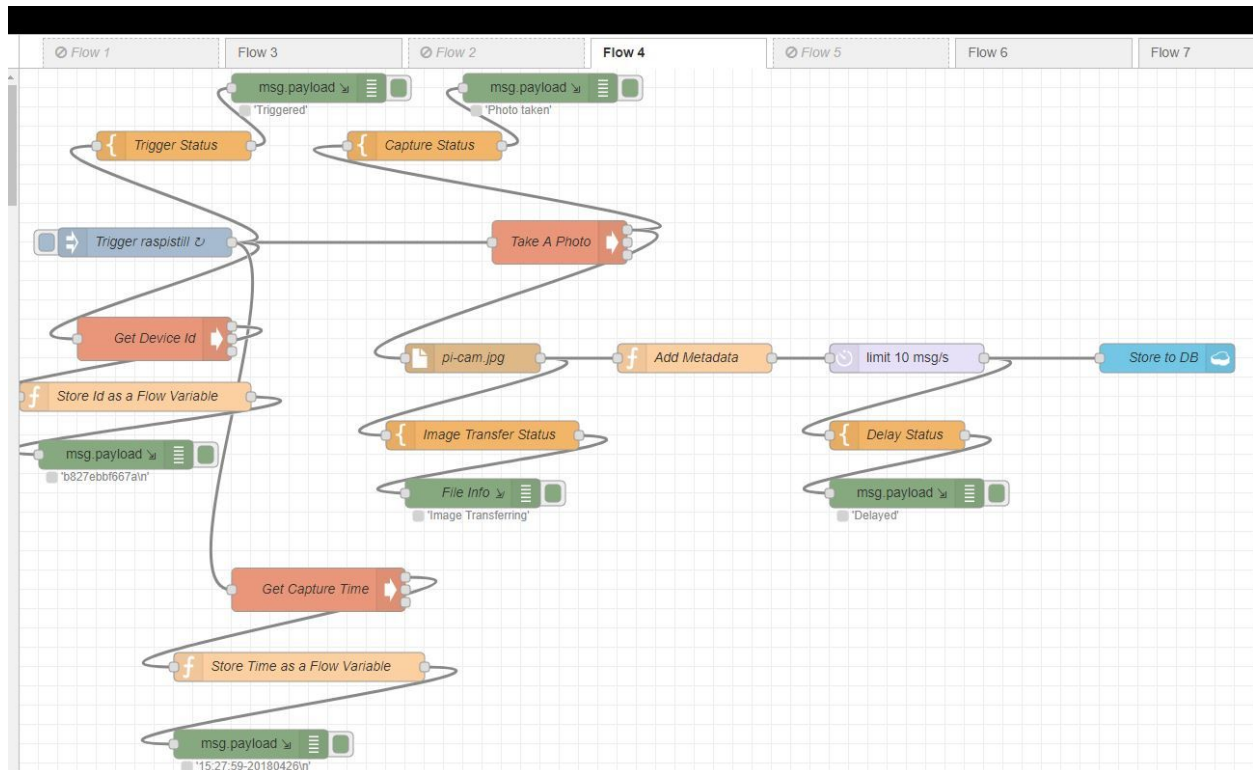 Flow 1
Flow 3
Flow 2
Flow 4
Flow 5
Flow 6
Flow 7
msg.payload
'Triggered'
msg.payload
'Photo taken'
Trigger Status
Capture Status
Trigger raspistill ↻
Take A Photo
Get Device Id
pi-cam.jpg
Add Metadata
limit 10 msg/s
Store to DB
Store Id as a Flow Variable
Image Transfer Status
Delay Status
msg.payload
'b827ebbf667a\n'
File Info
'Image Transferring'
msg.payload
'Delayed'
Get Capture Time
Store Time as a Flow Variable
msg.payload
'15:27:59-20180426\n'